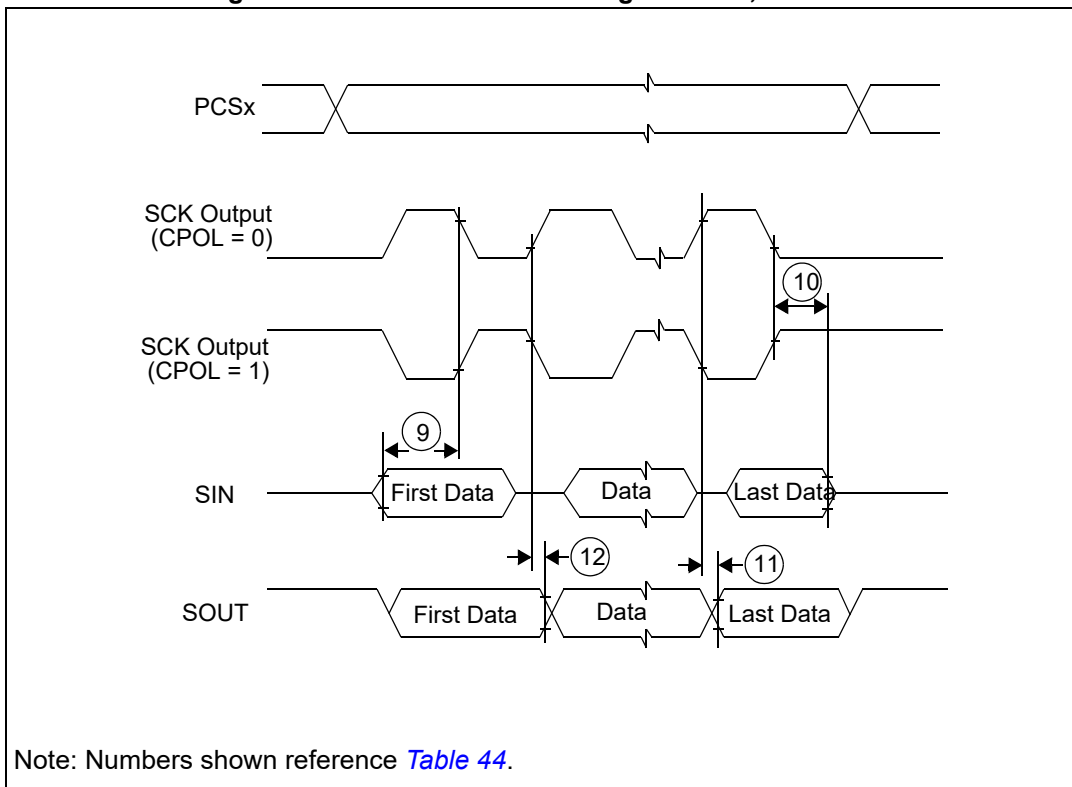 PCSx
SCK Output
(CPOL = 0)
10
SCK Output
(CPOL = 1)
9
SIN
First Data
Data
Last Data
12
11
SOUT
First Data
Data
Last Data
Note: Numbers shown reference Table 44.